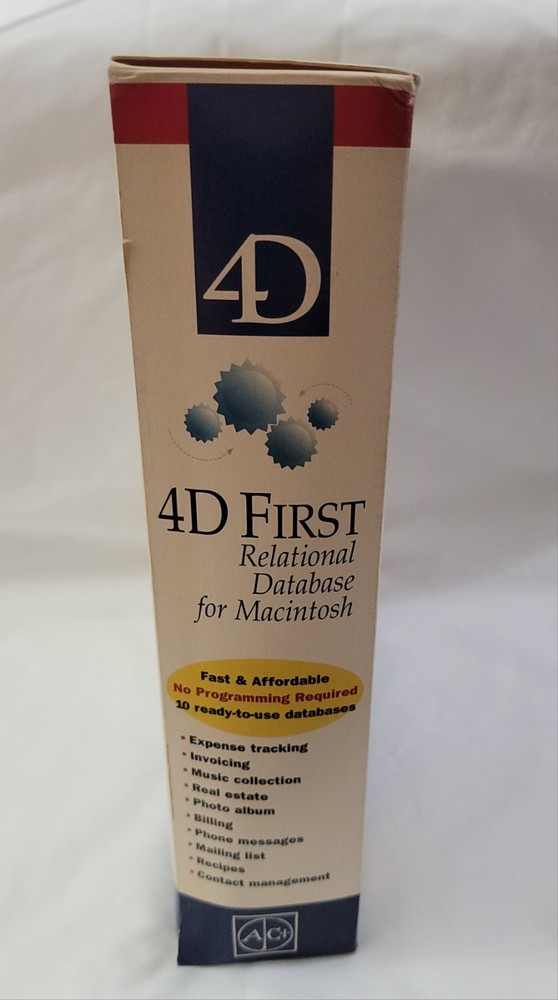 4D
4D FIRST
Relational
Database
for Macintosh
Fast & Affordable
No Programming Required
10 ready-to-use databases
• Expense tracking
• Invoicing
• Music collection
• Real estate
• Photo album
• Billing
• Phone messages
• Mailing list
• Recipes
• Contact management
ACI